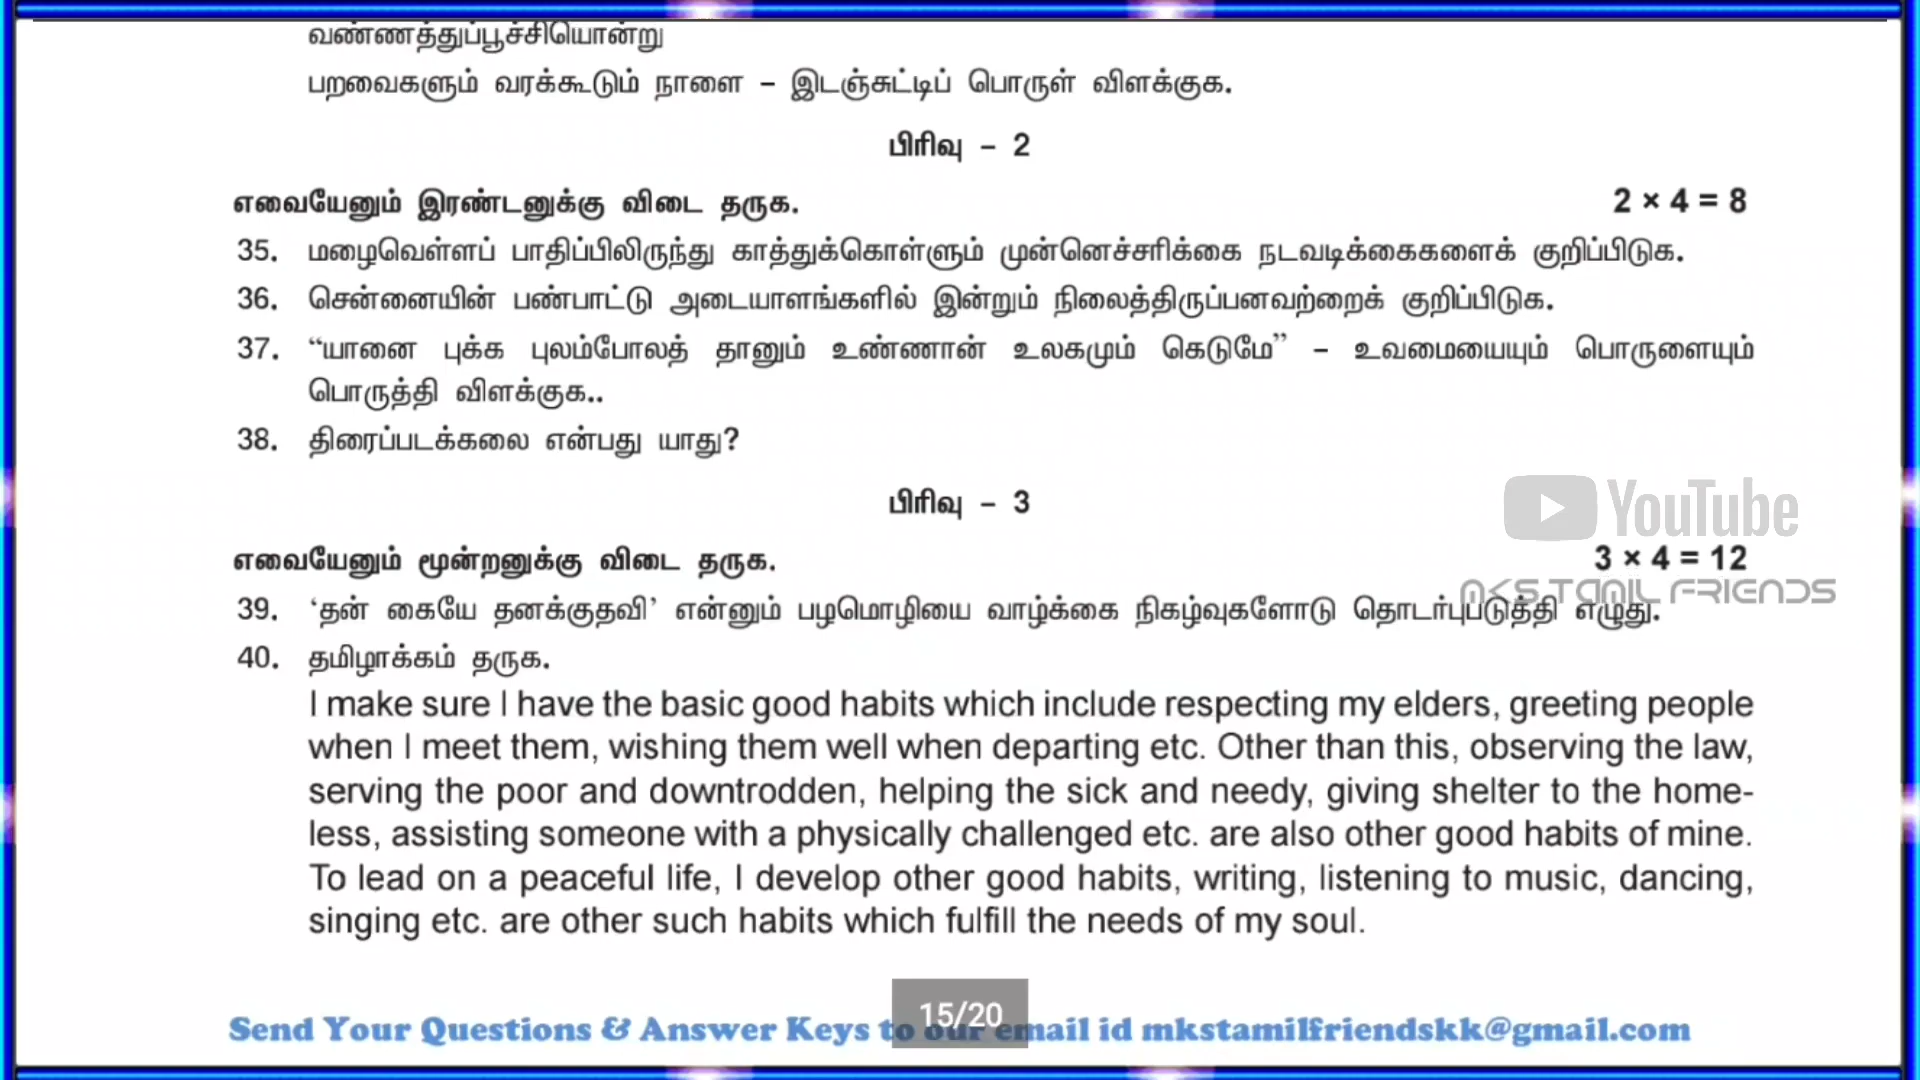 வண்ணத்துப்பூச்சியொன்று
பறவைகளும் வரக்கூடும் நாளை – இடஞ்சுட்டிப் பொருள் விளக்குக.
பிரிவு – 2
எவையேனும் இரண்டனுக்கு விடை தருக. 2 × 4 = 8
35. மழைவெள்ளப் பாதிப்பிலிருந்து காத்துக்கொள்ளும் முன்னெச்சரிக்கை நடவடிக்கைகளைக் குறிப்பிடுக.
36. சென்னையின் பண்பாட்டு அடையாளங்களில் இன்றும் நிலைத்திருப்பனவற்றைக் குறிப்பிடுக.
37. “யானை புக்க புலம்போலத் தானும் உண்ணான் உலகமும் கெடுமே” – உவமையையும் பொருளையும்
பொருத்தி விளக்குக..
38. திரைப்படக்கலை என்பது யாது?
பிரிவு – 3
YouTube
எவையேனும் மூன்றனுக்கு விடை தருக. 3 × 4 = 12
MKS TAMIL FRIENDS
39. ‘தன் கையே தனக்குதவி’ என்னும் பழமொழியை வாழ்க்கை நிகழ்வுகளோடு தொடர்புபடுத்தி எழுது.
40. தமிழாக்கம் தருக.
I make sure I have the basic good habits which include respecting my elders, greeting people
when I meet them, wishing them well when departing etc. Other than this, observing the law,
serving the poor and downtrodden, helping the sick and needy, giving shelter to the home-
less, assisting someone with a physically challenged etc. are also other good habits of mine.
To lead on a peaceful life, I develop other good habits, writing, listening to music, dancing,
singing etc. are other such habits which fulfill the needs of my soul.
15/20
Send Your Questions & Answer Keys to our email id mkstamilfriendskk@gmail.com